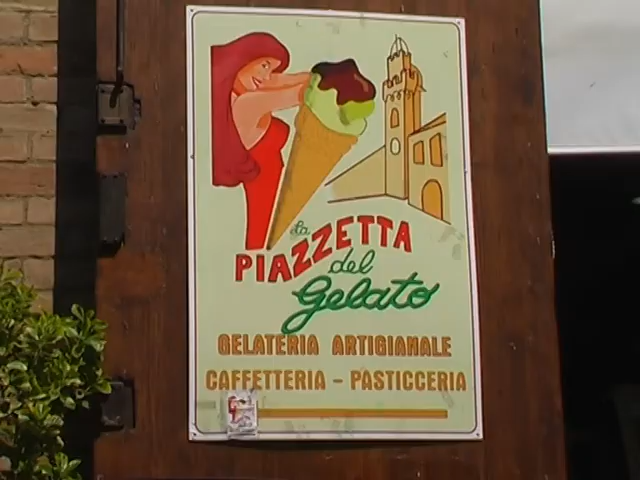 La
PIAZZETTA
del
Gelato
GELATERIA ARTIGIANALE
CAFFETTERIA - PASTICCERIA